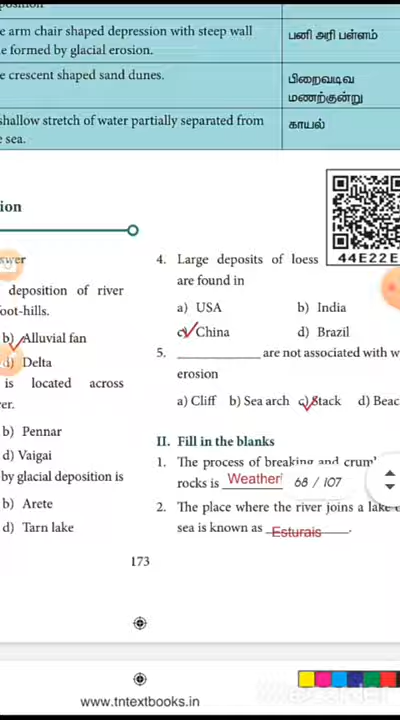 position
e arm chair shaped depression with steep wall
e formed by glacial erosion.
பனி அரி பள்ளம்
e crescent shaped sand dunes.
பிறைவடிவ
மணற்குன்று
shallow stretch of water partially separated from
e sea.
காயல்
ion
swer
deposition of river
oot-hills.
b) Alluvial fan
d) Delta
is located across
er.
b) Pennar
d) Vaigai
by glacial deposition is
b) Arete
d) Tarn lake
44E22E
4. Large deposits of loess
are found in
a) USA b) India
c) China d) Brazil
5. ____________ are not associated with w
erosion
a) Cliff b) Sea arch c) Stack d) Beac
II. Fill in the blanks
1. The process of breaking and crum
rocks is Weather
68 / 107
2. The place where the river joins a lake o
sea is known as Esturais.
173
www.tntextbooks.in